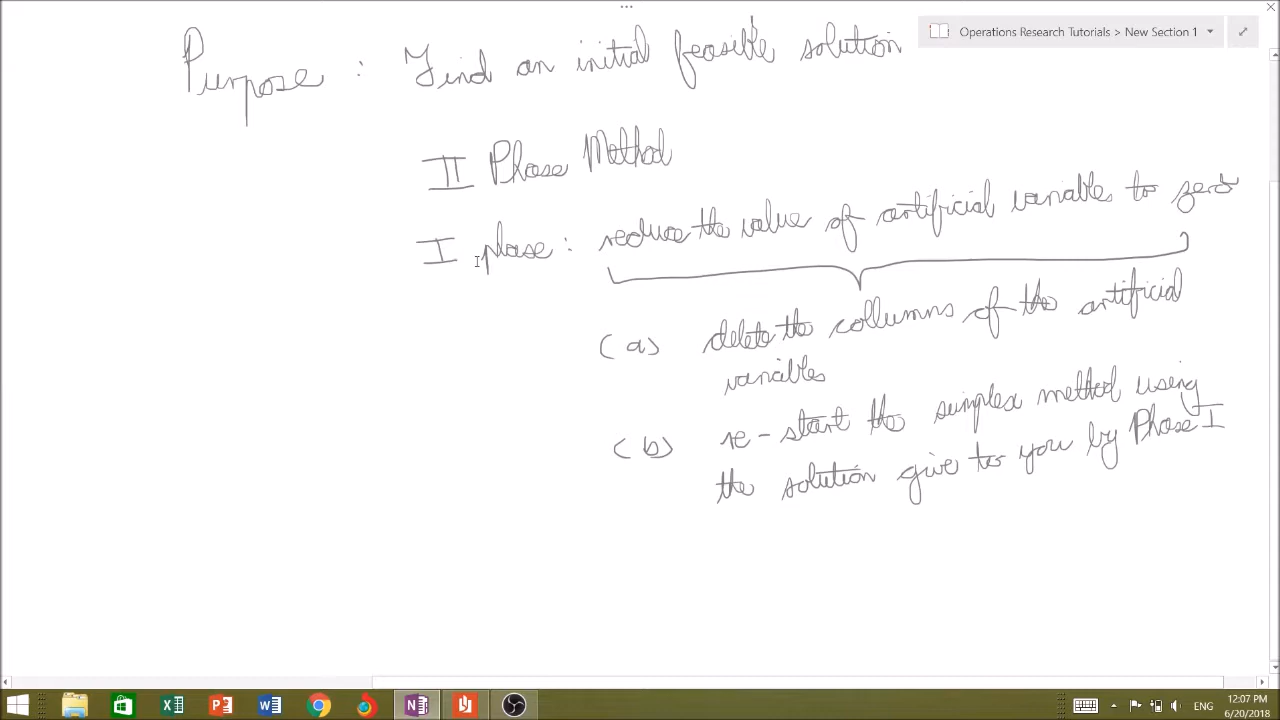 Operations Research Tutorials > New Section 1
Purpose : Find an initial feasible solution
II Phase Method
I phase : reduce the value of artificial variables to zero
(a) delete the collumns of the artificial
variables
(b) re-start the simplex method using
the solution give to you by Phase I
ENG
12:07 PM
6/20/2018